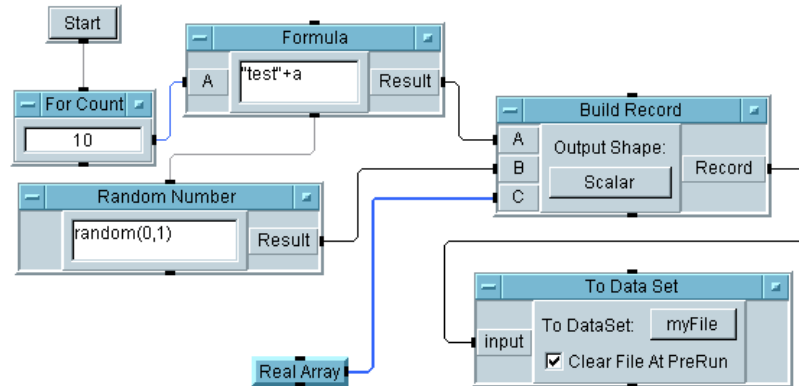 Start
Formula
A
"test"+a
Result
For Count
10
Build Record
A
B
C
Output Shape:
Scalar
Record
Random Number
random(0,1)
Result
To Data Set
input
To DataSet:
myFile
Clear File At PreRun
Real Array